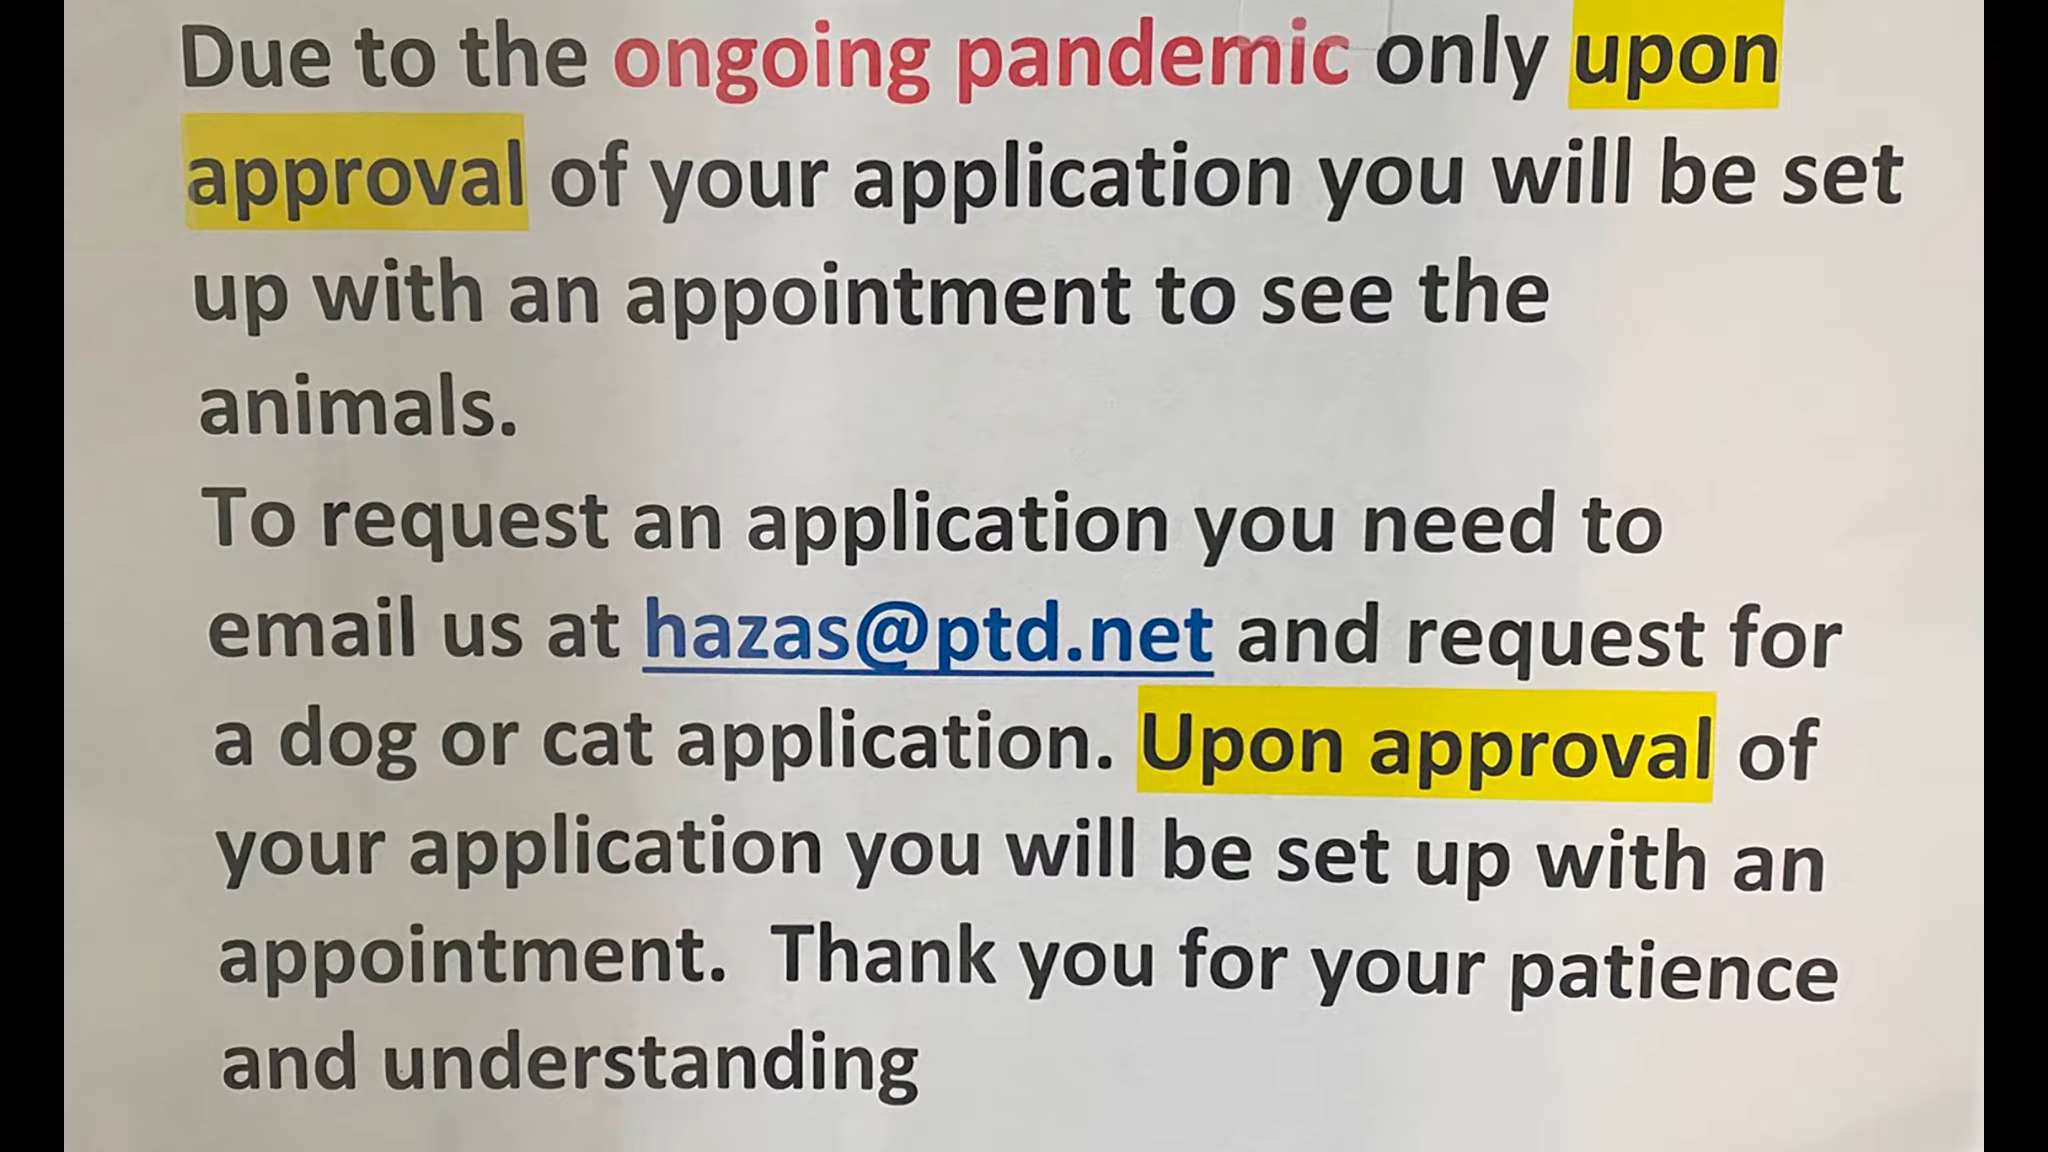 Due to the ongoing pandemic only upon
approval of your application you will be set
up with an appointment to see the
animals.
To request an application you need to
email us at hazas@ptd.net and request for
a dog or cat application. Upon approval of
your application you will be set up with an
appointment.  Thank you for your patience
and understanding